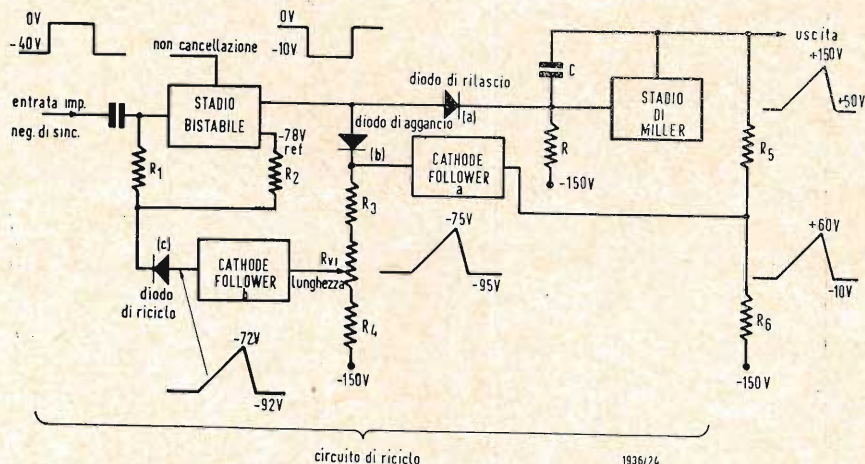 0V
-40V
non cancellazione
0V
-10V
uscita
+150V
+50V
entrata imp.
neg. di sinc.
STADIO
BISTABILE
diodo di rilascio
(a)
C
STADIO
DI
MILLER
R
-150V
R5
-78V
ret
R1
R2
diodo di aggancio
(b)
CATHODE
FOLLOWER
a
R3
+60V
-10V
(c)
diodo
di riciclo
CATHODE
FOLLOWER
b
RV1
lunghezza
-75V
-95V
R4
-150V
R6
-150V
-72V
-92V
circuito di riciclo
1936/24